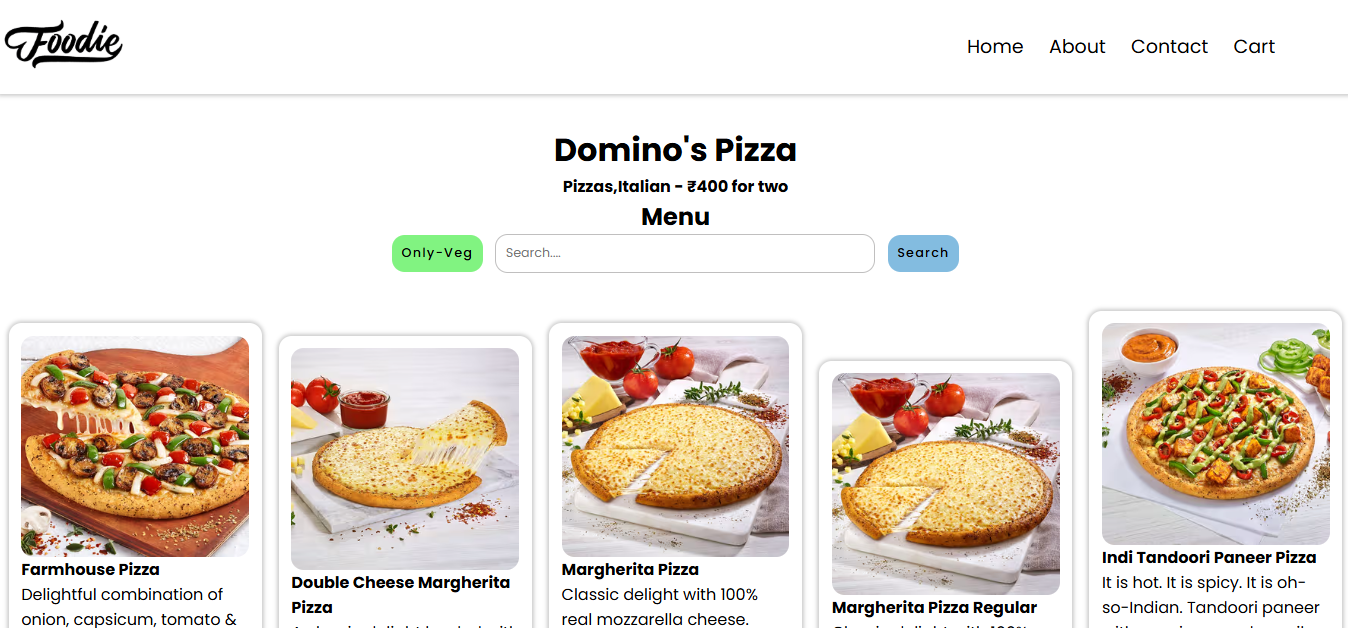 Foodie
Home About Contact Cart
Domino's Pizza
Pizzas,Italian - ₹400 for two
Menu
Only-Veg Search.... Search
Farmhouse Pizza
Delightful combination of
onion, capsicum, tomato &
Double Cheese Margherita
Pizza
Margherita Pizza
Classic delight with 100%
real mozzarella cheese.
Margherita Pizza Regular
Indi Tandoori Paneer Pizza
It is hot. It is spicy. It is oh-
so-Indian. Tandoori paneer